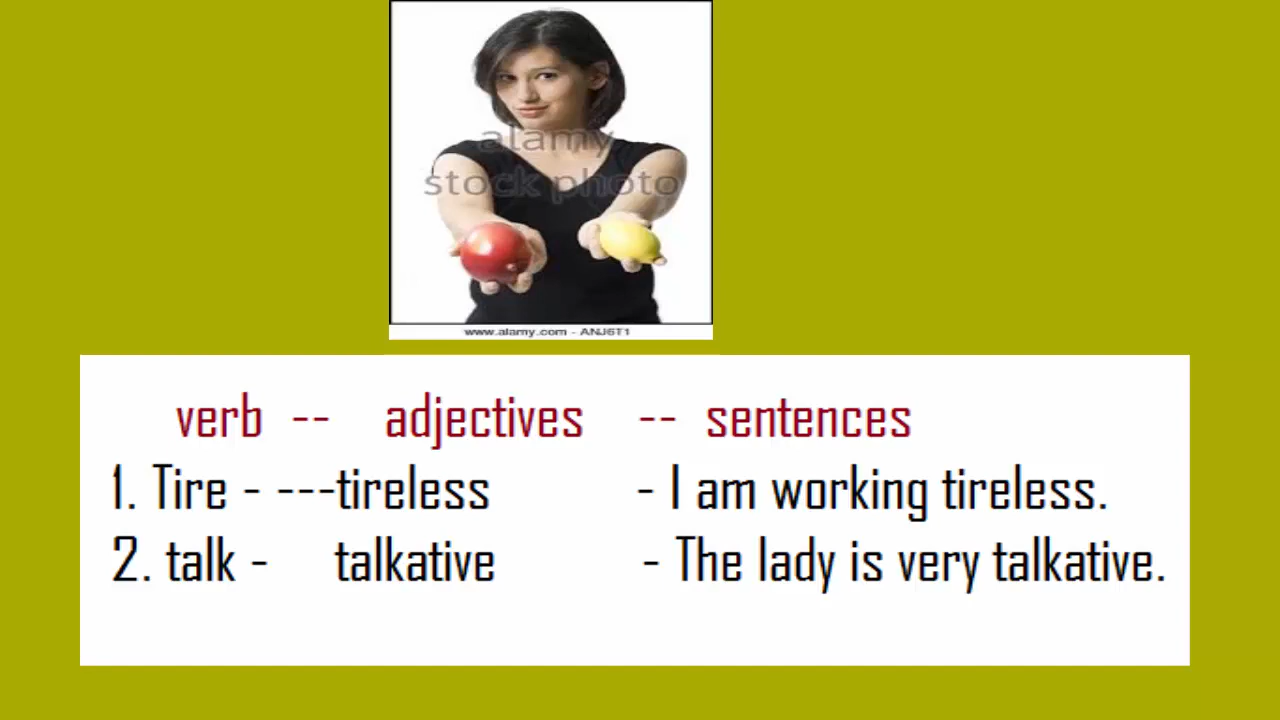 alamy
stock photo
www.alamy.com - ANJ6T1
verb -- adjectives -- sentences
1. Tire - ---tireless - I am working tireless.
2. talk - talkative - The lady is very talkative.